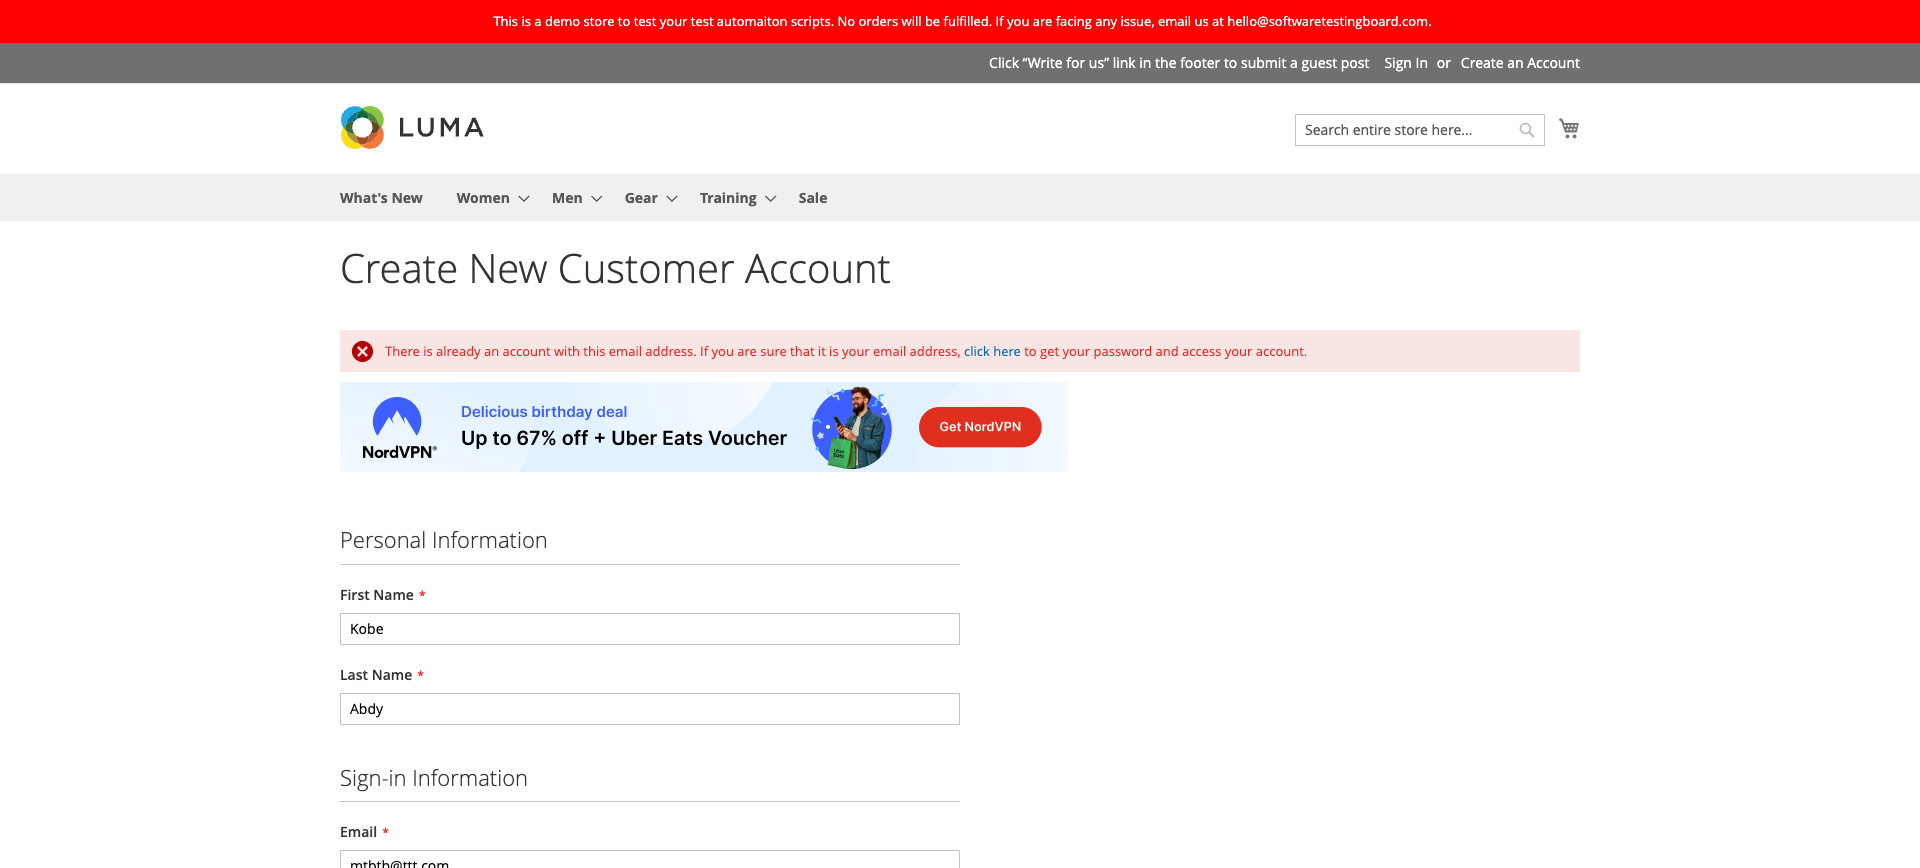 This is a demo store to test your test automaiton scripts. No orders will be fulfilled. If you are facing any issue, email us at hello@softwaretestingboard.com.
Click “Write for us” link in the footer to submit a guest post Sign In or Create an Account
LUMA
Search entire store here...
What's New Women Men Gear Training Sale
Create New Customer Account
There is already an account with this email address. If you are sure that it is your email address, click here to get your password and access your account.
Delicious birthday deal
Up to 67% off + Uber Eats Voucher
NordVPN®
Uber Eats
Get NordVPN
Personal Information
First Name *
Kobe
Last Name *
Abdy
Sign-in Information
Email *